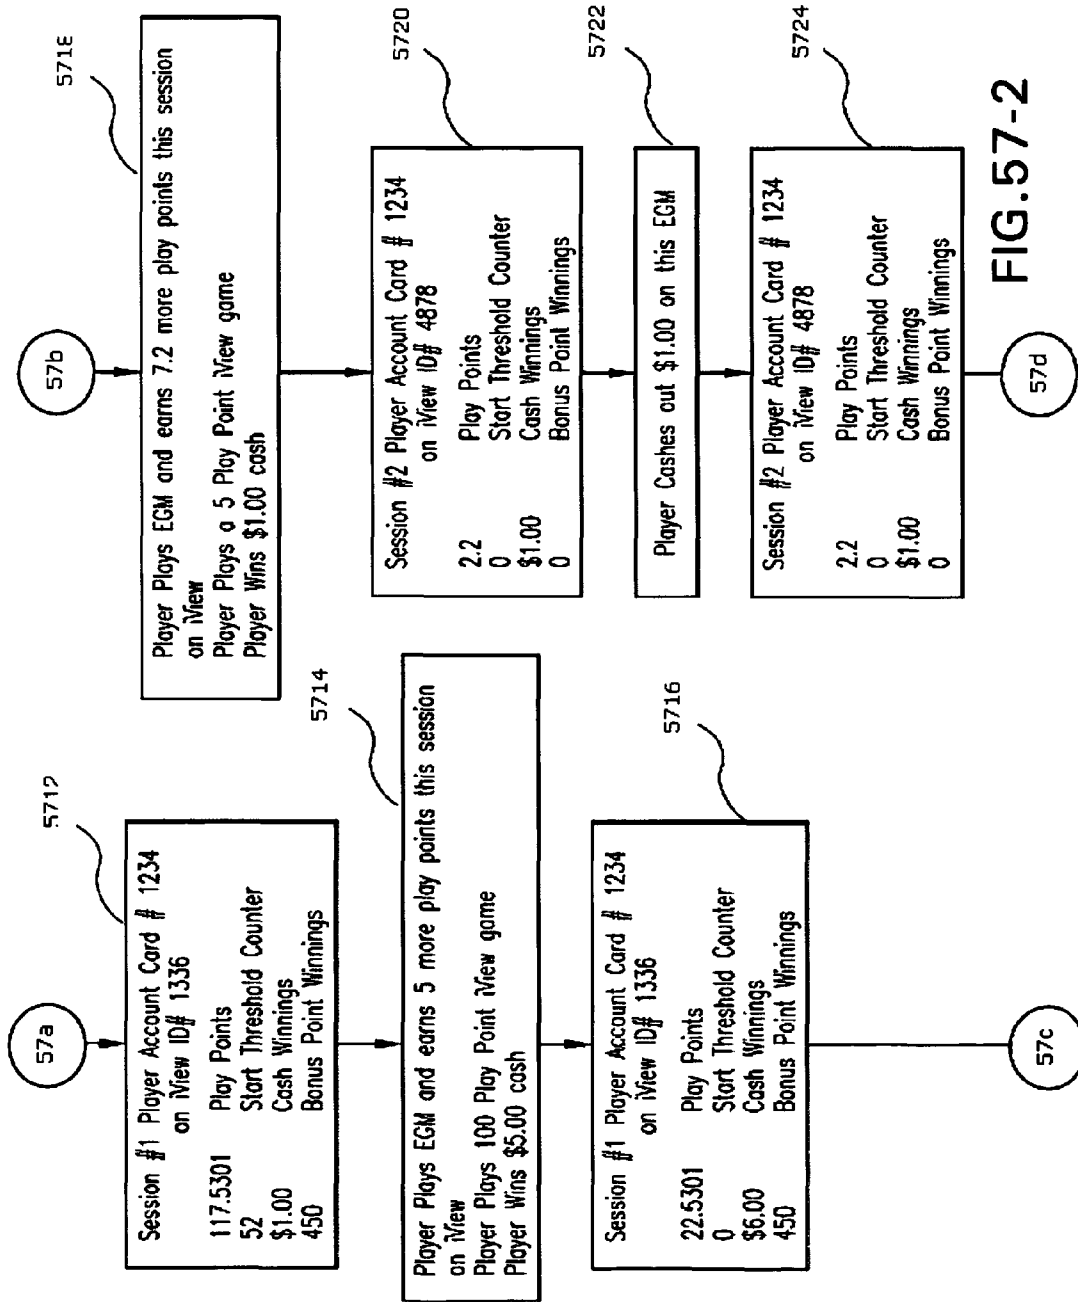 57a
5712
Session #1 Player Account Card # 1234
on iView ID# 1336
117.5301 Play Points
52 Start Threshold Counter
$1.00 Cash Winnings
450 Bonus Point Winnings
5714
Player Plays EGM and earns 5 more play points this session
on iView
Player Plays 100 Play Point iView game
Player Wins $5.00 cash
5716
Session #1 Player Account Card # 1234
on iView ID# 1336
22.5301 Play Points
0 Start Threshold Counter
$6.00 Cash Winnings
450 Bonus Point Winnings
57c
57b
5718
Player Plays EGM and earns 7.2 more play points this session
on iView
Player Plays a 5 Play Point iView game
Player Wins $1.00 cash
5720
Session #2 Player Account Card # 1234
on iView ID# 4878
2.2 Play Points
0 Start Threshold Counter
$1.00 Cash Winnings
0 Bonus Point Winnings
5722
Player Cashes out $1.00 on this EGM
5724
Session #2 Player Account Card # 1234
on iView ID# 4878
2.2 Play Points
0 Start Threshold Counter
$1.00 Cash Winnings
0 Bonus Point Winnings
57d
FIG.57-2